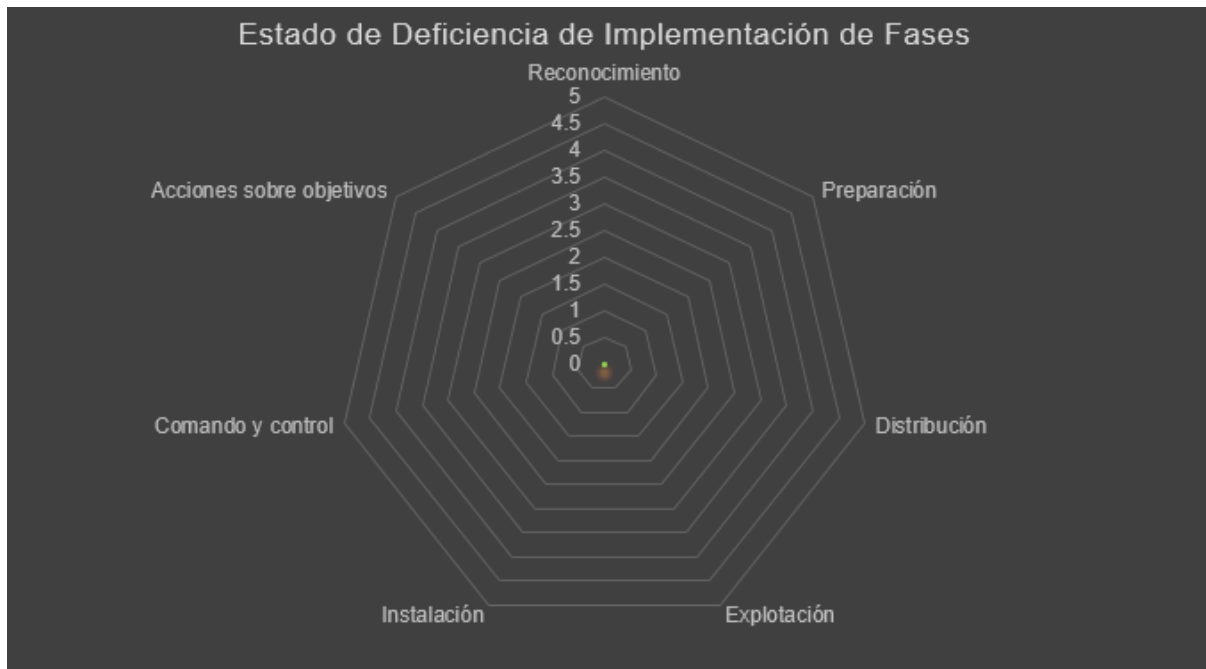 Estado de Deficiencia de Implementación de Fases
Reconocimiento
5
4.5
4
3.5
3
2.5
2
1.5
1
0.5
0
Acciones sobre objetivos
Preparación
Comando y control
Distribución
Instalación
Explotación